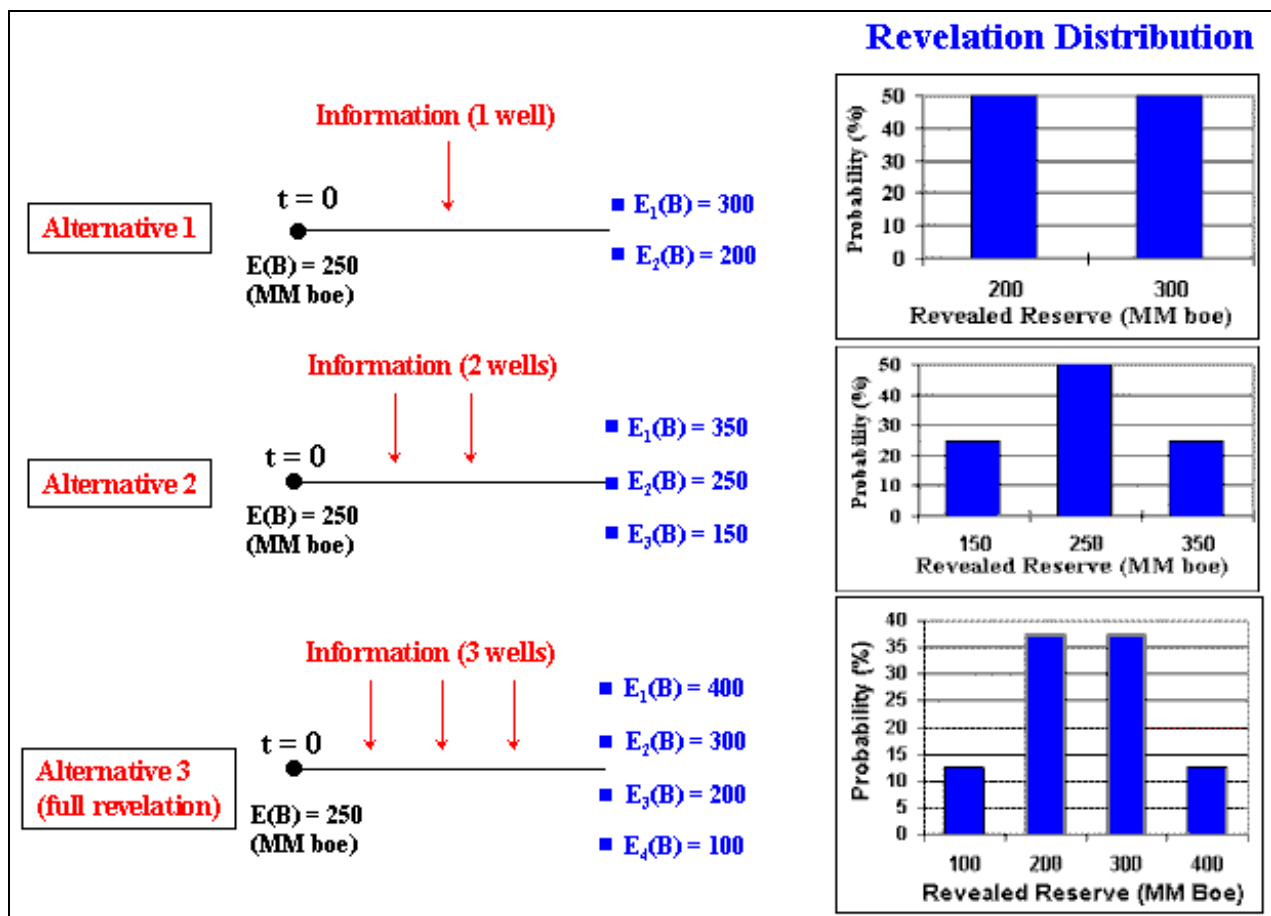 Revelation Distribution
Information (1 well)
t = 0
Alternative 1
E(B) = 250
(MM boe)
E₁(B) = 300
E₂(B) = 200
Probability (%)
50
40
30
20
10
0
200 300
Revealed Reserve (MM boe)
Information (2 wells)
t = 0
Alternative 2
E(B) = 250
(MM boe)
E₁(B) = 350
E₂(B) = 250
E₃(B) = 150
Probability (%)
50
40
30
20
10
0
150 250 350
Revealed Reserve (MM boe)
Information (3 wells)
t = 0
Alternative 3
(full revelation)
E(B) = 250
(MM boe)
E₁(B) = 400
E₂(B) = 300
E₃(B) = 200
E₄(B) = 100
Probability (%)
40
35
30
25
20
15
10
5
0
100 200 300 400
Revealed Reserve (MM Boe)